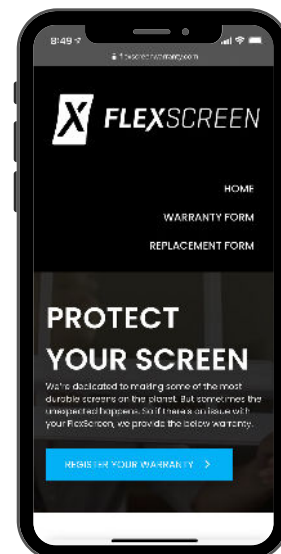 8:49
flexscreenwarranty.com
X FLEXSCREEN
HOME
WARRANTY FORM
REPLACEMENT FORM
PROTECT
YOUR SCREEN
We're dedicated to making some of the most
durable screens on the planet. But sometimes the
unexpected happens. So if there's an issue with
your FlexScreen, we provide the below warranty.
REGISTER YOUR WARRANTY >